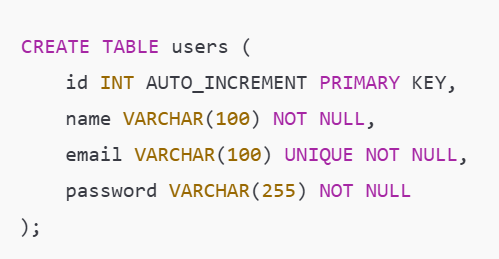 CREATE TABLE users (
    id INT AUTO_INCREMENT PRIMARY KEY,
    name VARCHAR(100) NOT NULL,
    email VARCHAR(100) UNIQUE NOT NULL,
    password VARCHAR(255) NOT NULL
);